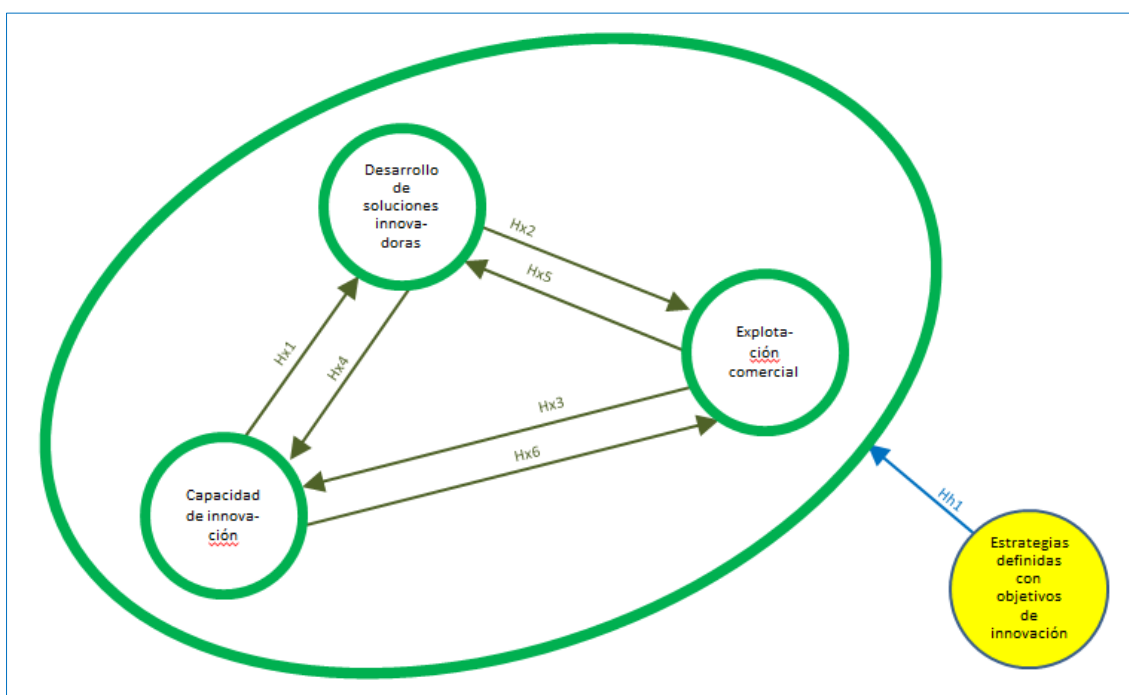 Desarrollo
de
soluciones
innova-
doras
Hx2
Hx5
Hx1
Hx4
Explota-
ción
comercial
Hx3
Hx6
Capacidad
de innova-
ción
Hh1
Estrategias
definidas
con
objetivos
de
innovación